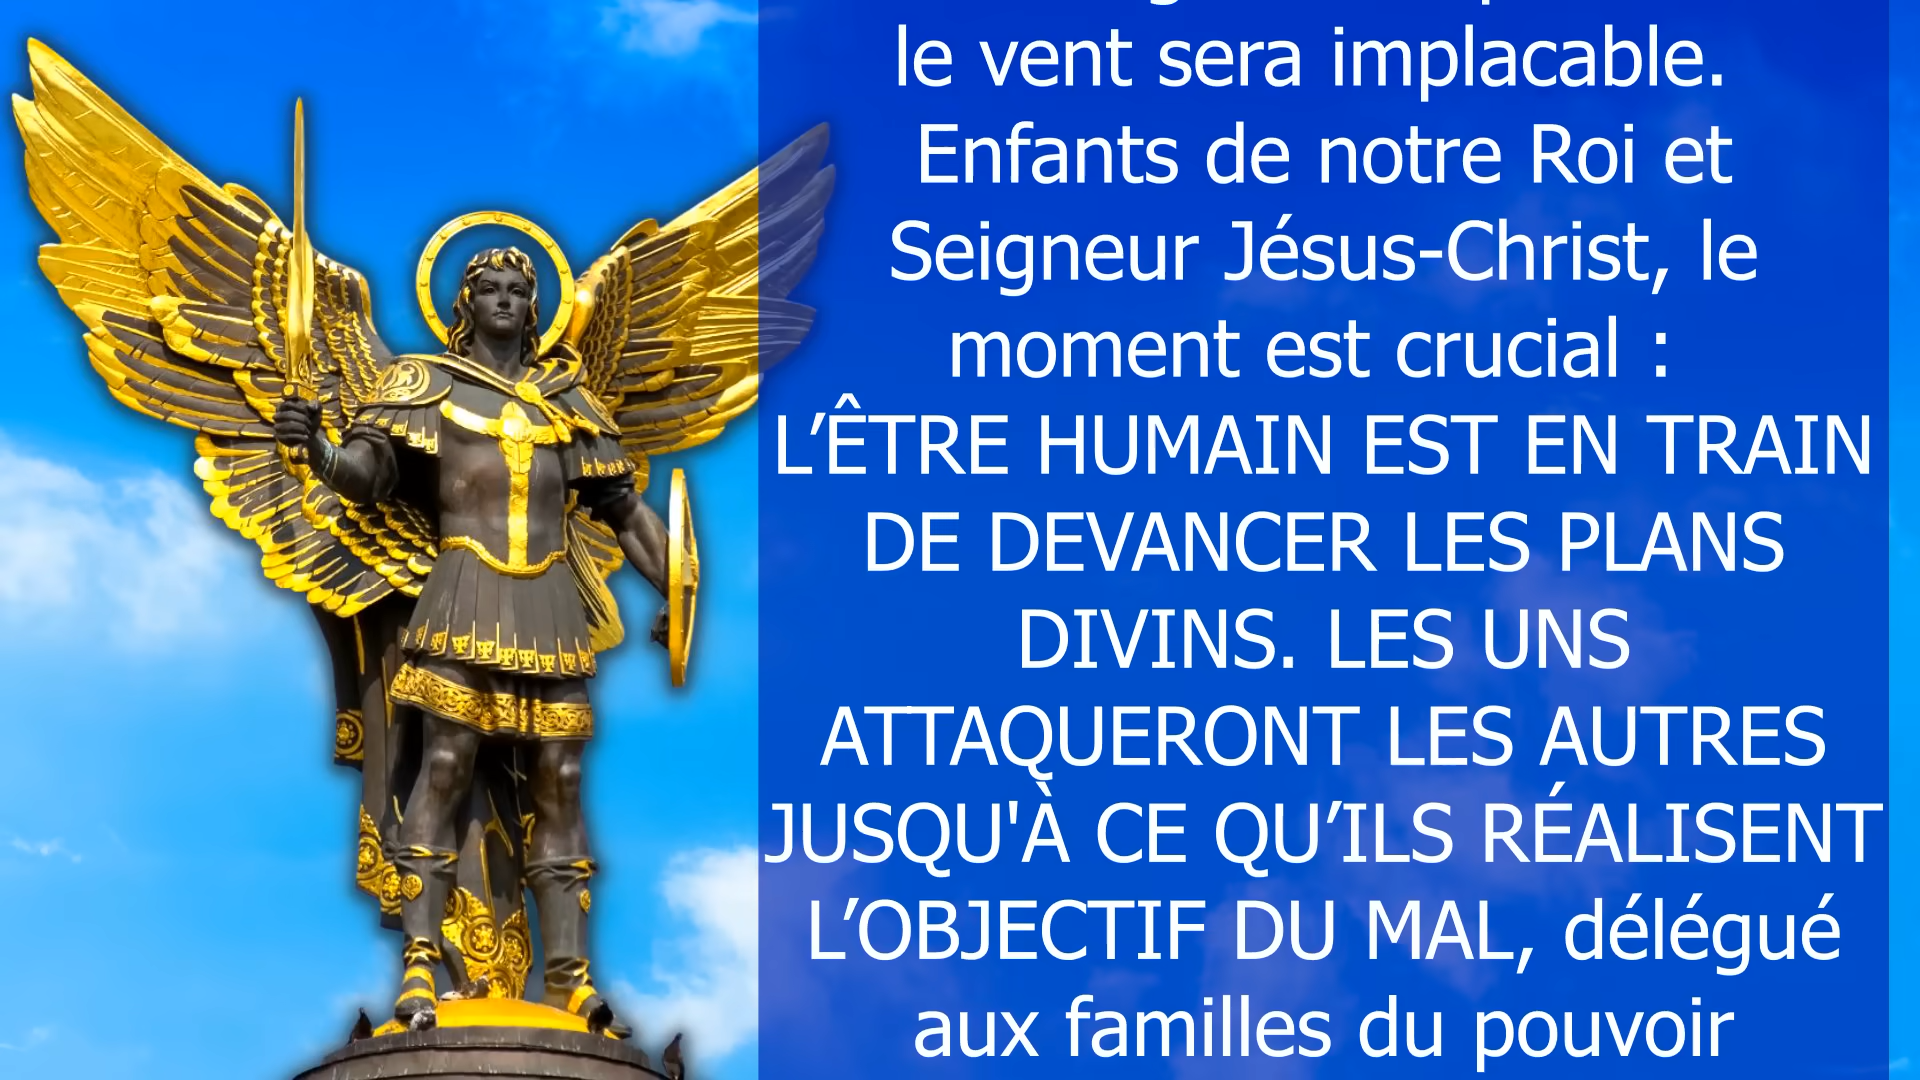 le vent sera implacable.
Enfants de notre Roi et
Seigneur Jésus-Christ, le
moment est crucial :
L’ÊTRE HUMAIN EST EN TRAIN
DE DEVANCER LES PLANS
DIVINS. LES UNS
ATTAQUERONT LES AUTRES
JUSQU'À CE QU’ILS RÉALISENT
L’OBJECTIF DU MAL, délégué
aux familles du pouvoir